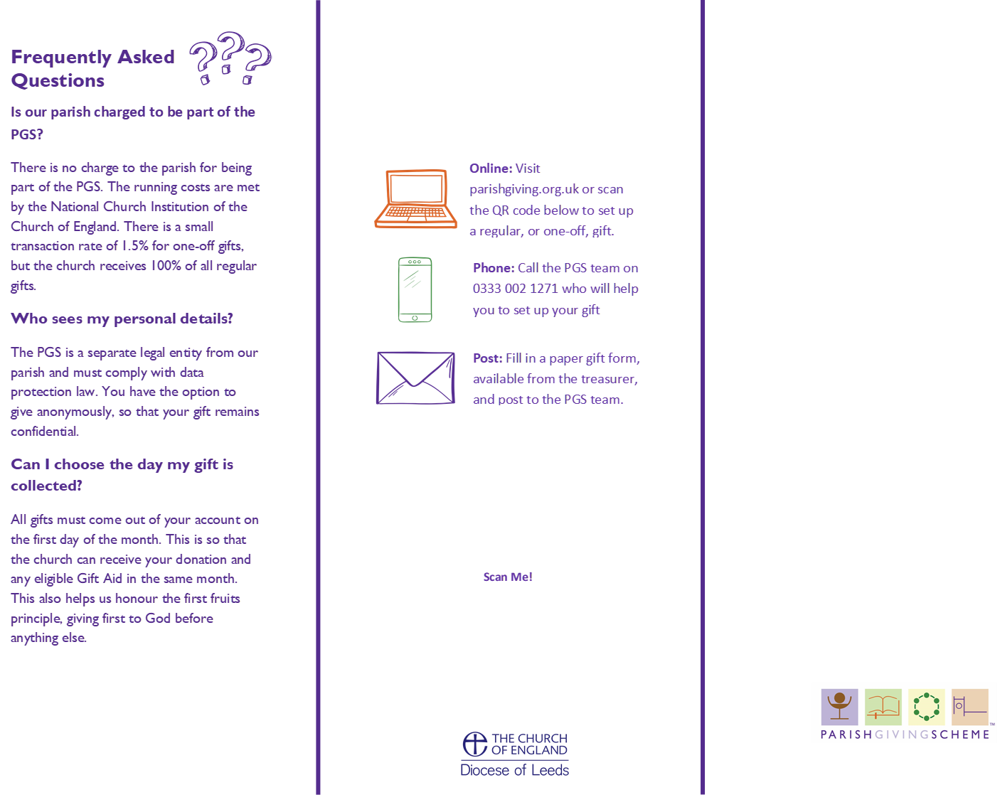 Frequently Asked
Questions
Is our parish charged to be part of the
PGS?
There is no charge to the parish for being
part of the PGS. The running costs are met
by the National Church Institution of the
Church of England. There is a small
transaction rate of 1.5% for one-off gifts,
but the church receives 100% of all regular
gifts.
Who sees my personal details?
The PGS is a separate legal entity from our
parish and must comply with data
protection law. You have the option to
give anonymously, so that your gift remains
confidential.
Can I choose the day my gift is
collected?
All gifts must come out of your account on
the first day of the month. This is so that
the church can receive your donation and
any eligible Gift Aid in the same month.
This also helps us honour the first fruits
principle, giving first to God before
anything else.
Online: Visit
parishgiving.org.uk or scan
the QR code below to set up
a regular, or one-off, gift.
Phone: Call the PGS team on
0333 002 1271 who will help
you to set up your gift
Post: Fill in a paper gift form,
available from the treasurer,
and post to the PGS team.
Scan Me!
THE CHURCH
OF ENGLAND
Diocese of Leeds
PARISHGIVINGSCHEME™